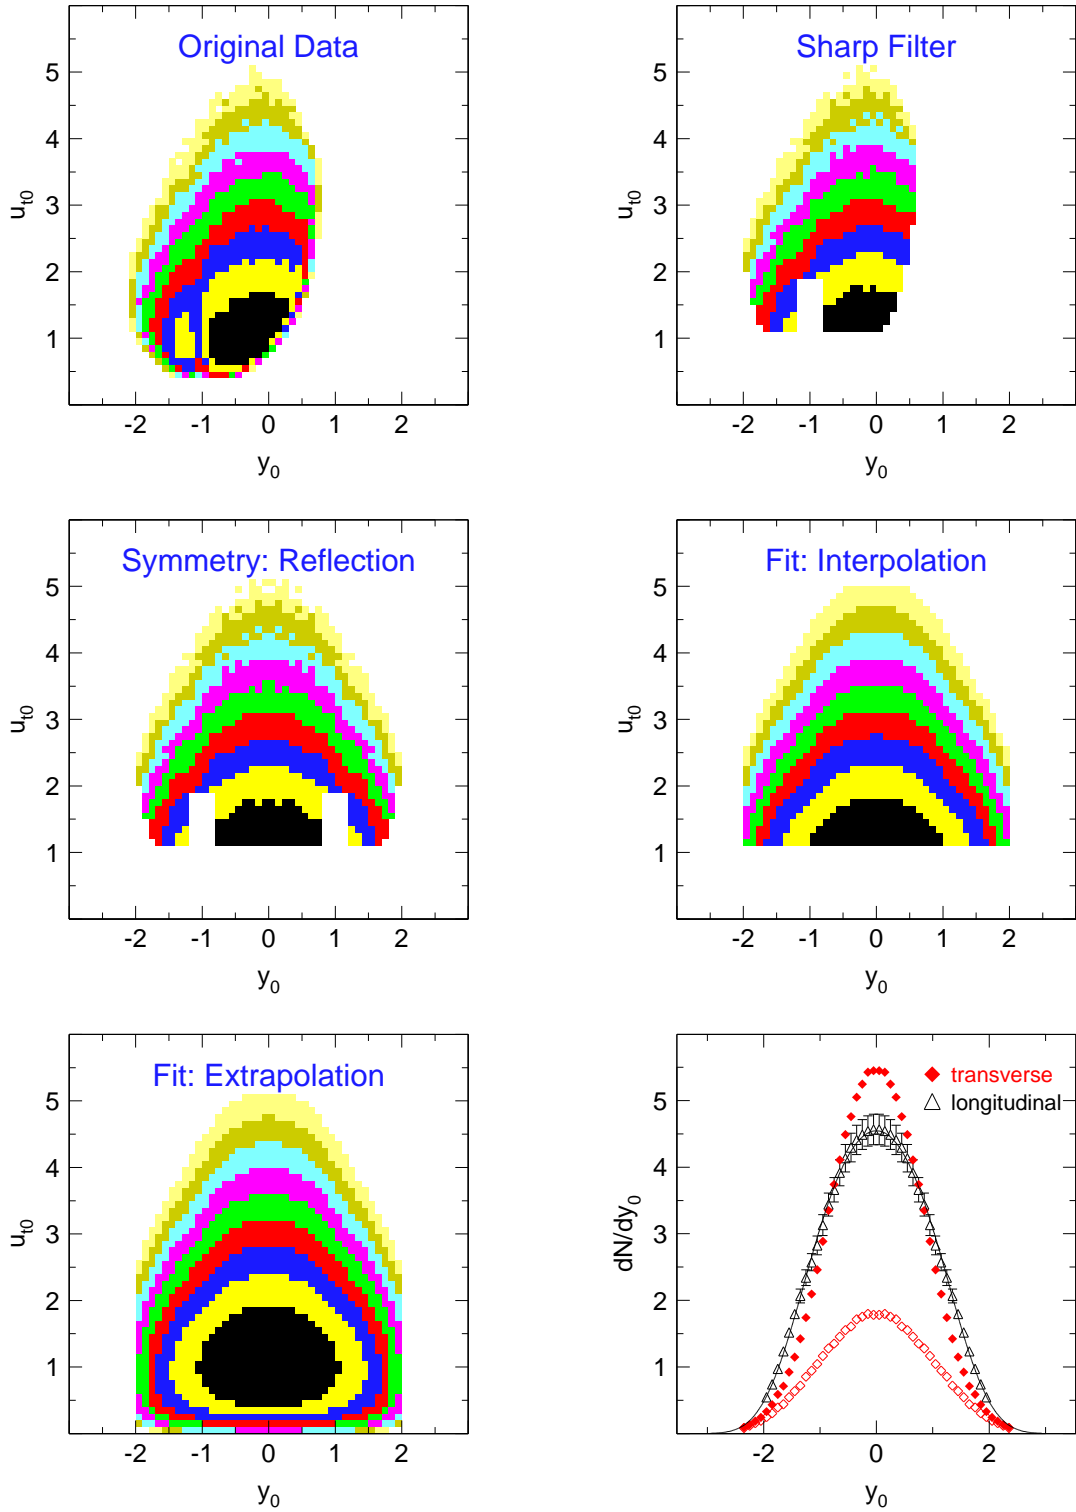 Original Data
5
4
3
2
1
-2 -1 0 1 2
u_t0
y_0
Sharp Filter
5
4
3
2
1
-2 -1 0 1 2
u_t0
y_0
Symmetry: Reflection
5
4
3
2
1
-2 -1 0 1 2
u_t0
y_0
Fit: Interpolation
5
4
3
2
1
-2 -1 0 1 2
u_t0
y_0
Fit: Extrapolation
5
4
3
2
1
-2 -1 0 1 2
u_t0
y_0
transverse
longitudinal
5
4
3
2
1
-2 0 2
dN/dy_0
y_0